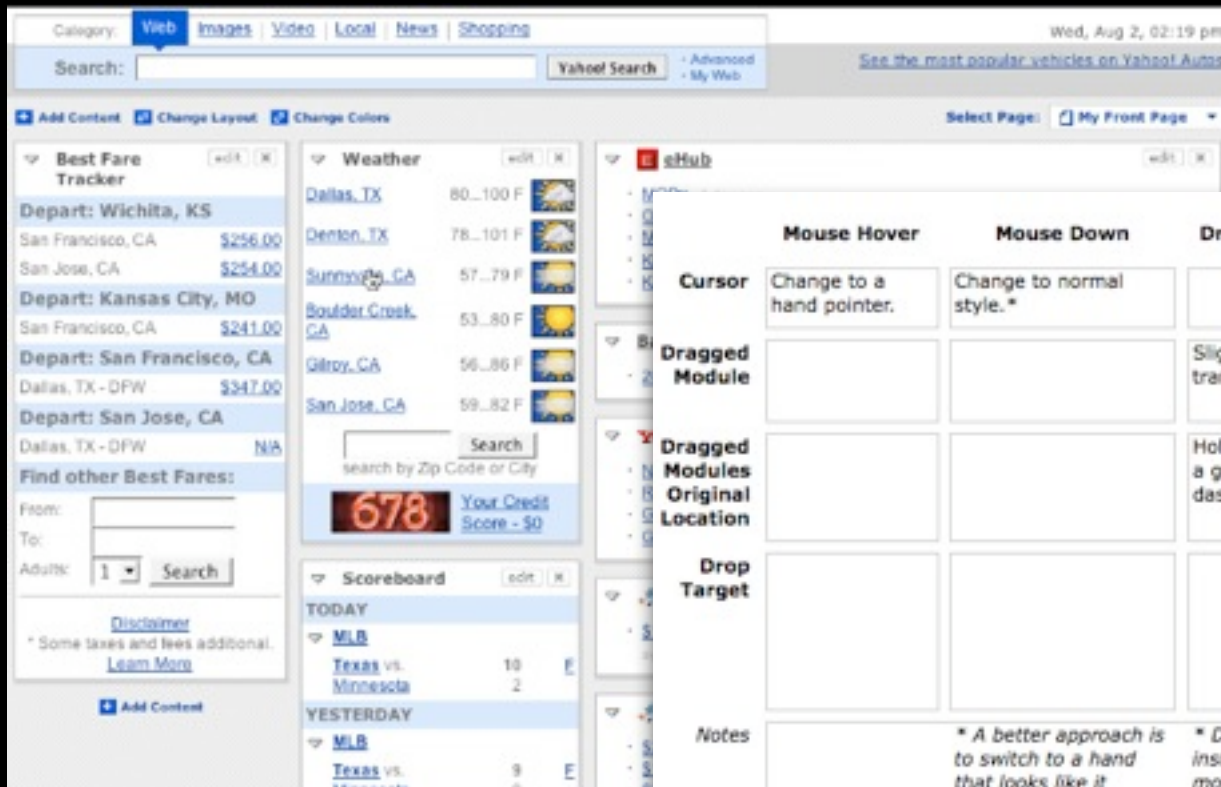 Category: Web Images | Video | Local | News | Shopping
Wed, Aug 2, 02:19 pm
Search: Yahoo! Search
· Advanced
· My Web
See the most popular vehicles on Yahoo! Autos
Add Content Change Layout Change Colors
Select Page: My Front Page
Best Fare Tracker edit
Depart: Wichita, KS
San Francisco, CA $256.00
San Jose, CA $254.00
Depart: Kansas City, MO
San Francisco, CA $241.00
Depart: San Francisco, CA
Dallas, TX - DFW $347.00
Depart: San Jose, CA
Dallas, TX - DFW N/A
Find other Best Fares:
From:
To:
Adults: 1 Search
Disclaimer
* Some taxes and fees additional.
Learn More
Add Content
Weather edit
Dallas, TX 80...100 F
Denton, TX 78...101 F
CA 57...79 F
Boulder Creek, CA 53...80 F
Gilroy, CA 56...86 F
San Jose, CA 59...82 F
Search
search by Zip Code or City
678 Your Credit
Score - $0
Scoreboard edit
TODAY
MLB
Texas vs. 10 F
Minnesota 2
YESTERDAY
MLB
Texas vs. 9 F
eHub edit
Mouse Hover Mouse Down
Cursor
Change to a
hand pointer.
Change to normal
style.*
Dragged
Module
Dragged
Modules
Original
Location
a
Drop
Target
Notes
* A better approach is
to switch to a hand
that looks like it